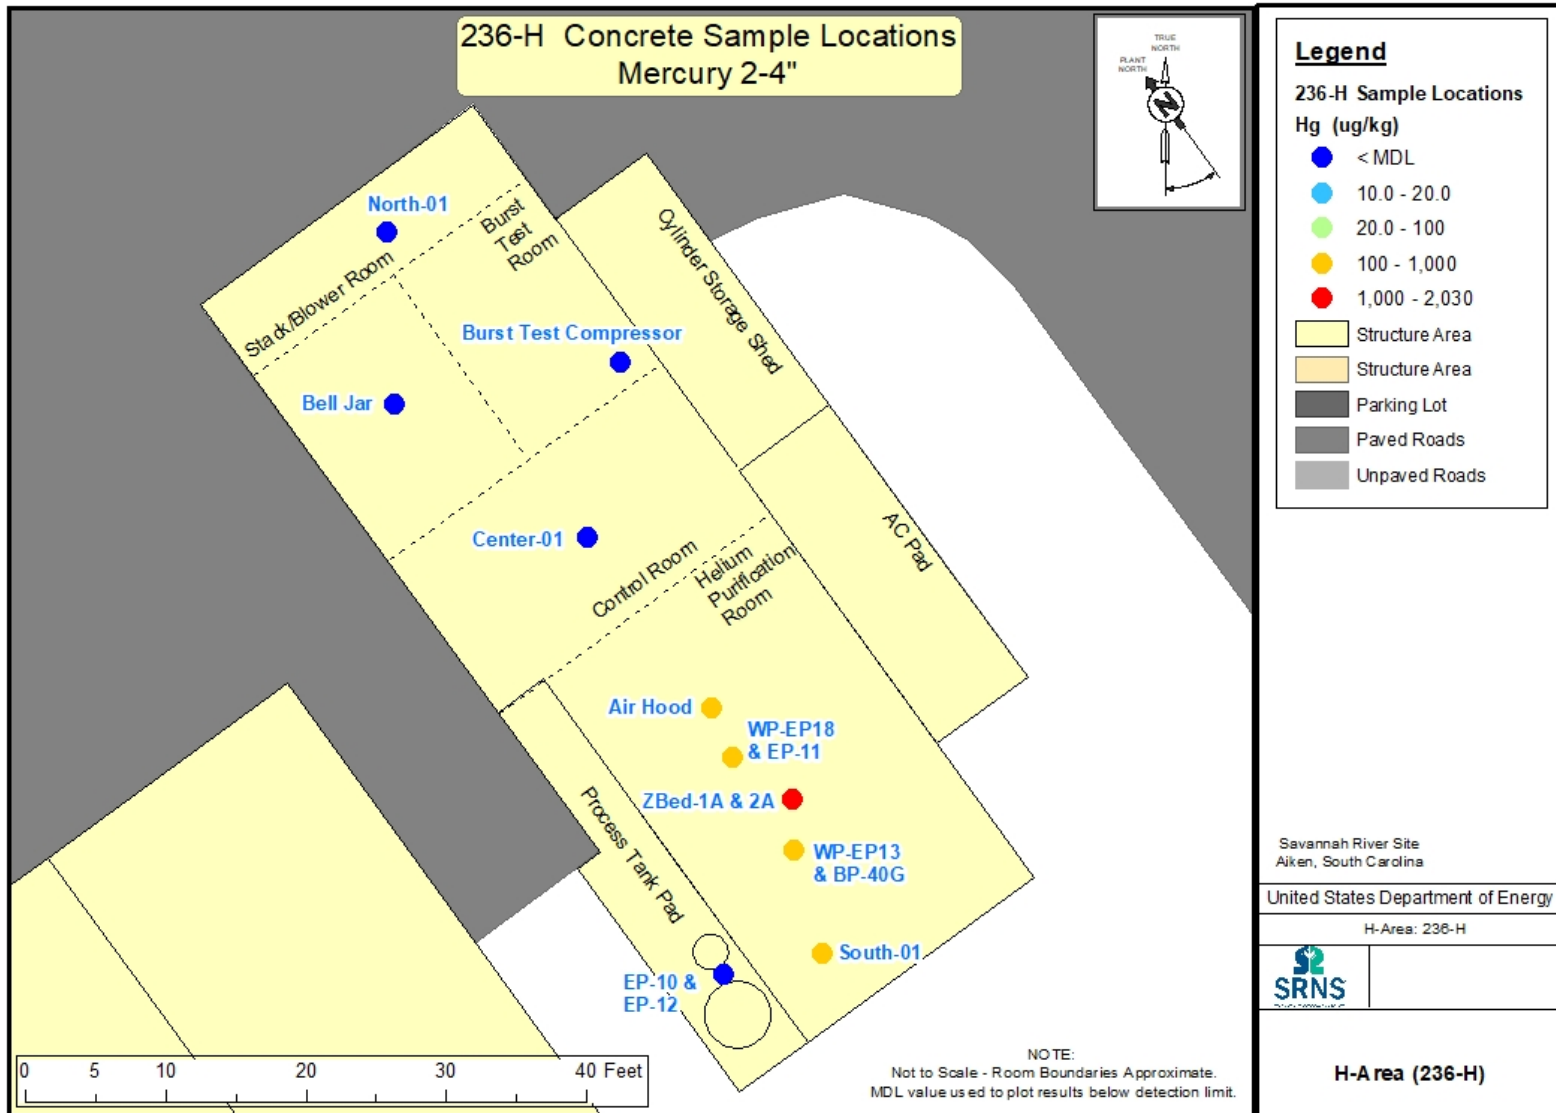 236-H Concrete Sample Locations
Mercury 2-4"
TRUE
NORTH
PLANT
NORTH
N
North-01
Burst
Test
Room
Stack/Blower Room
Cylinder Storage Shed
Burst Test Compressor
Bell Jar
Center-01
Control Room
Helium
Purification
Room
AC Pad
Air Hood
WP-EP18
& EP-11
ZBed-1A & 2A
Process Tank Pad
WP-EP13
& BP-40G
South-01
EP-10 &
EP-12
0 5 10 20 30 40 Feet
NOTE:
Not to Scale - Room Boundaries Approximate.
MDL value used to plot results below detection limit.
Legend
236-H Sample Locations
Hg (ug/kg)
< MDL
10.0 - 20.0
20.0 - 100
100 - 1,000
1,000 - 2,030
Structure Area
Structure Area
Parking Lot
Paved Roads
Unpaved Roads
Savannah River Site
Aiken, South Carolina
United States Department of Energy
H-Area: 236-H
SRNS
H-Area (236-H)